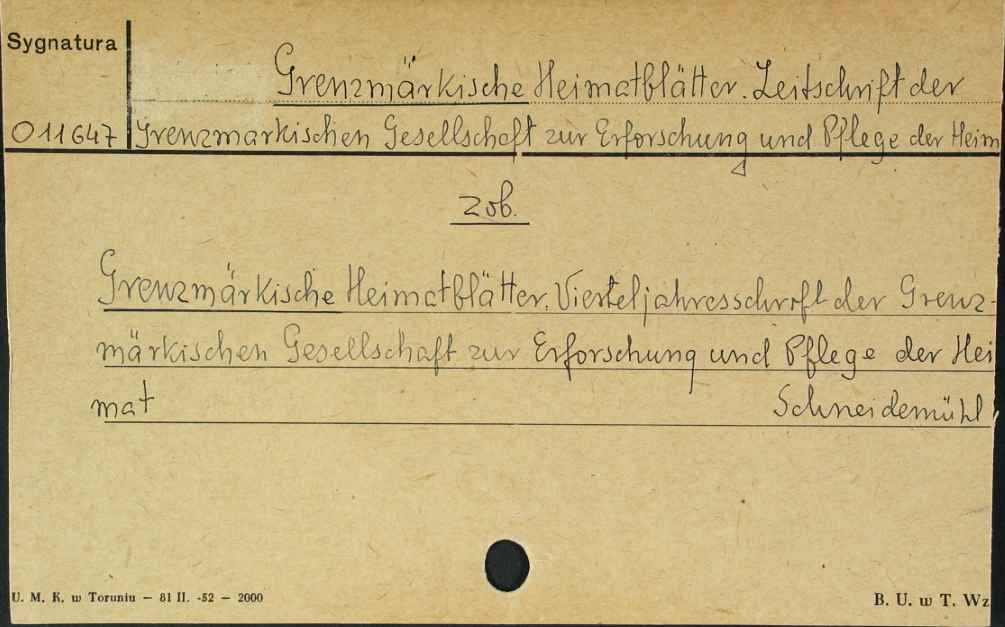 Sygnatura
Grenzmärkische Heimatblätter. Zeitschrift der
011647 Grenzmarkischen Gesellschaft zur Erforschung und Pflege der Heim
zob.
Grenzmärkische Heimatblätter. Vierteljahresschrift der Grenz-
märkischen Gesellschaft zur Erforschung und Pflege der Hei
mat Schneidemühl
U. M. K. w Toruniu — 81 II. -52 — 2000 B. U. w T. Wz